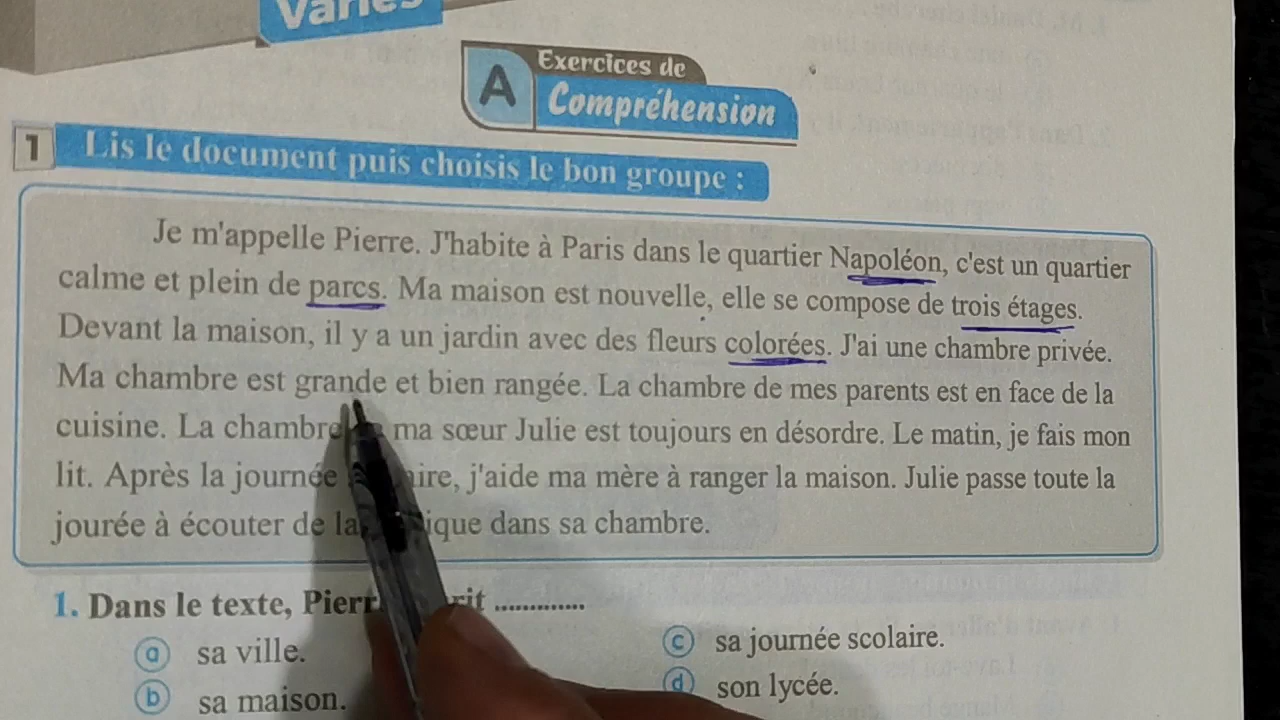 Variés
A
Exercices de
Compréhension
1 Lis le document puis choisis le bon groupe :
Je m'appelle Pierre. J'habite à Paris dans le quartier Napoléon, c'est un quartier
calme et plein de parcs. Ma maison est nouvelle, elle se compose de trois étages.
Devant la maison, il y a un jardin avec des fleurs colorées. J'ai une chambre privée.
Ma chambre est grande et bien rangée. La chambre de mes parents est en face de la
cuisine. La chambre ma sœur Julie est toujours en désordre. Le matin, je fais mon
lit. Après la journée j'aide ma mère à ranger la maison. Julie passe toute la
jourée à écouter de la dans sa chambre.
1. Dans le texte, .............
a sa ville.
b sa maison.
c sa journée scolaire.
d son lycée.